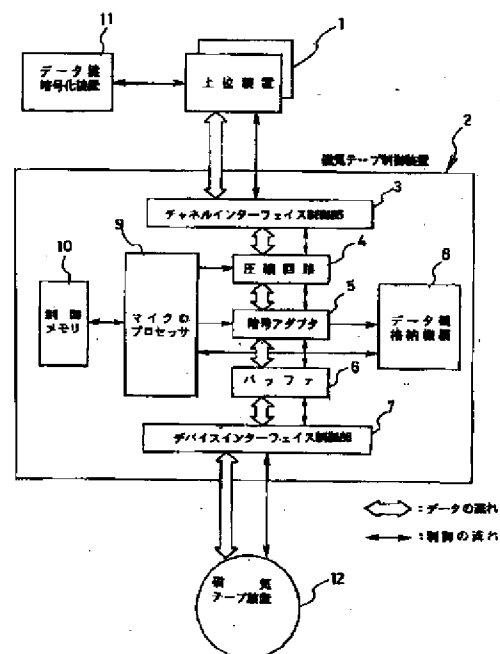 11
データ鍵
暗号化装置
1
上位装置
2
磁気テープ制御装置
チャネルインターフェイス制御部
3
9
圧縮回路
4
10
制御
メモリ
マイクロ
プロセッサ
暗号アダプタ
5
データ鍵
格納機構
8
バッファ
6
デバイスインターフェイス制御部
7
:データの流れ
:制御の流れ
磁気
テープ装置
12